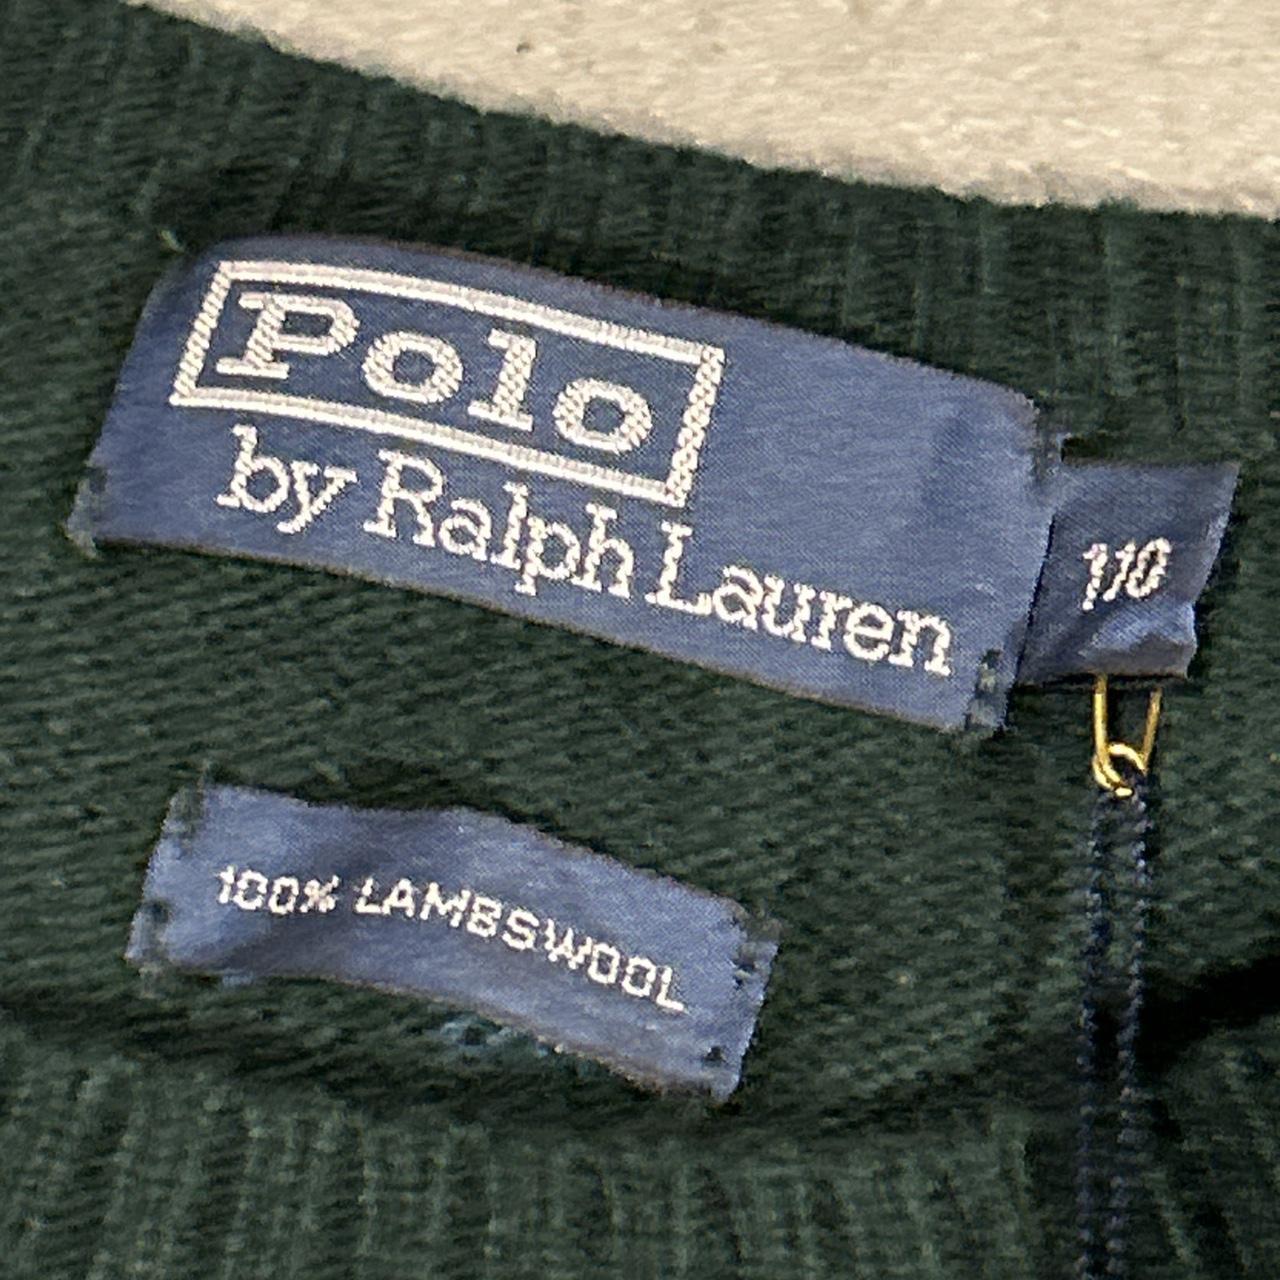 Polo
by Ralph Lauren
110
100% LAMBSWOOL